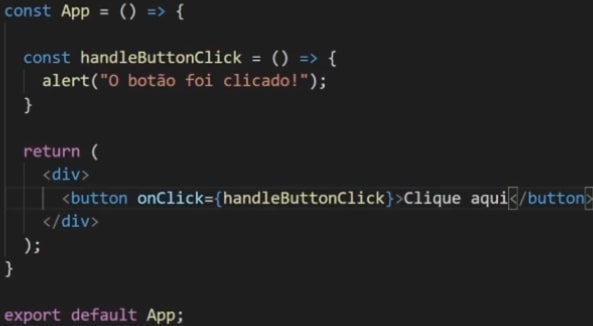 const App = () => {
const handleButtonClick = () => {
alert("O botão foi clicado!");
}
return (
<div>
<button onClick={handleButtonClick}>Clique aqui</button>
</div>
);
}
export default App;